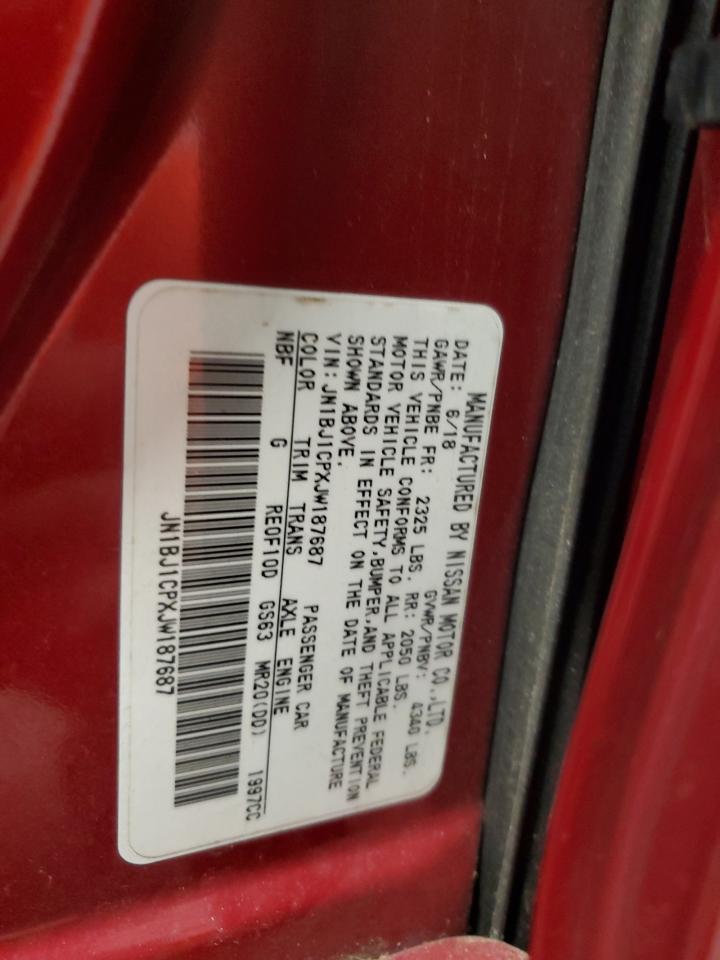 MANUFACTURED BY NISSAN MOTOR CO.,LTD.
DATE: 6/18 GVWR/PNBV: 4340 LBS.
GAWR/PNBE FR: 2325 LBS. RR: 2050 LBS.
THIS VEHICLE CONFORMS TO ALL APPLICABLE FEDERAL
MOTOR VEHICLE SAFETY,BUMPER,AND THEFT PREVENTION
STANDARDS IN EFFECT ON THE DATE OF MANUFACTURE
SHOWN ABOVE.
VIN: JN1BJ1CPXJW187687 PASSENGER CAR
COLOR TRIM TRANS AXLE ENGINE
NBF G RE0F10D GS63 MR20(DD) 1997CC
JN1BJ1CPXJW187687